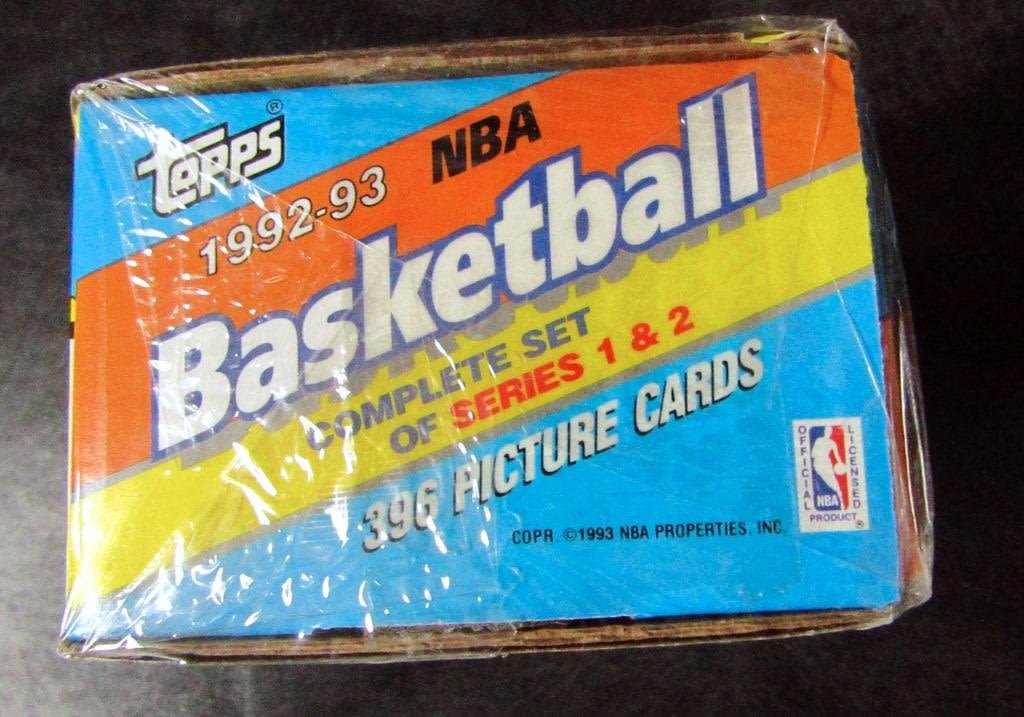 Topps®
1992-93 NBA
Basketball
COMPLETE SET
OF SERIES 1 & 2
396 PICTURE CARDS
COPR. ©1993 NBA PROPERTIES, INC.
OFFICIAL
LICENSED
NBA
PRODUCT®